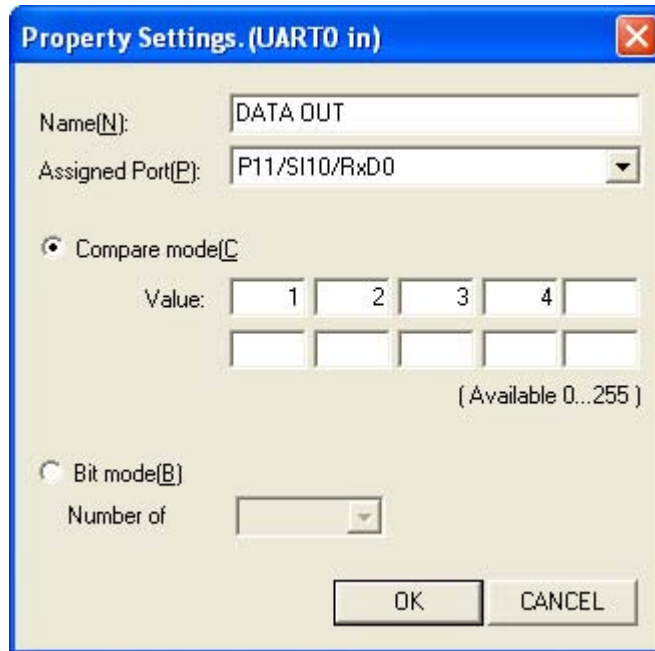 Property Settings.(UART0 in)
Name(N):
DATA OUT
Assigned Port(P):
P11/SI10/RxD0
Compare mode(C
Value:
1 2 3 4
( Available 0...255 )
Bit mode(B)
Number of
OK CANCEL